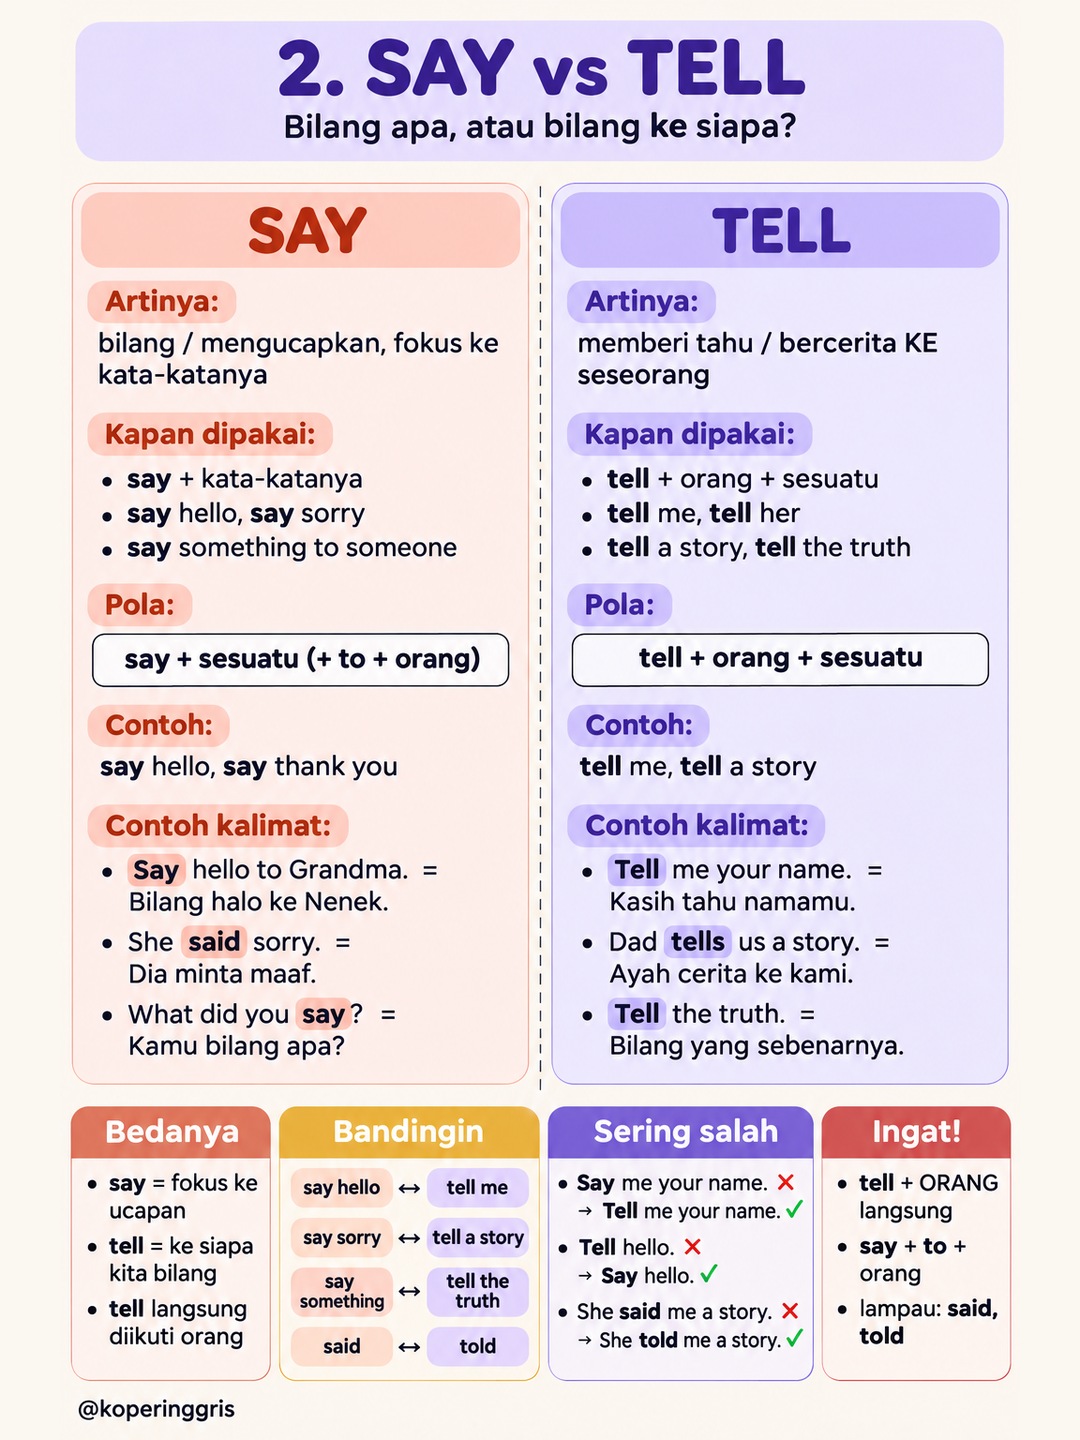 2. SAY vs TELL
Bilang apa, atau bilang ke siapa?
SAY
Artinya:
bilang / mengucapkan, fokus ke
kata-katanya
Kapan dipakai:
• say + kata-katanya
• say hello, say sorry
• say something to someone
Pola:
say + sesuatu (+ to + orang)
Contoh:
say hello, say thank you
Contoh kalimat:
• Say hello to Grandma. =
Bilang halo ke Nenek.
• She said sorry. =
Dia minta maaf.
• What did you say? =
Kamu bilang apa?
TELL
Artinya:
memberi tahu / bercerita KE
seseorang
Kapan dipakai:
• tell + orang + sesuatu
• tell me, tell her
• tell a story, tell the truth
Pola:
tell + orang + sesuatu
Contoh:
tell me, tell a story
Contoh kalimat:
• Tell me your name. =
Kasih tahu namamu.
• Dad tells us a story. =
Ayah cerita ke kami.
• Tell the truth. =
Bilang yang sebenarnya.
Bedanya
• say = fokus ke
ucapan
• tell = ke siapa
kita bilang
• tell langsung
diikuti orang
Bandingin
say hello ↔ tell me
say sorry ↔ tell a story
say
something ↔ tell the
truth
said ↔ told
Sering salah
• Say me your name. ✗
→ Tell me your name. ✓
• Tell hello. ✗
→ Say hello. ✓
• She said me a story. ✗
→ She told me a story. ✓
Ingat!
• tell + ORANG
langsung
• say + to +
orang
• lampau: said,
told
@koperinggris